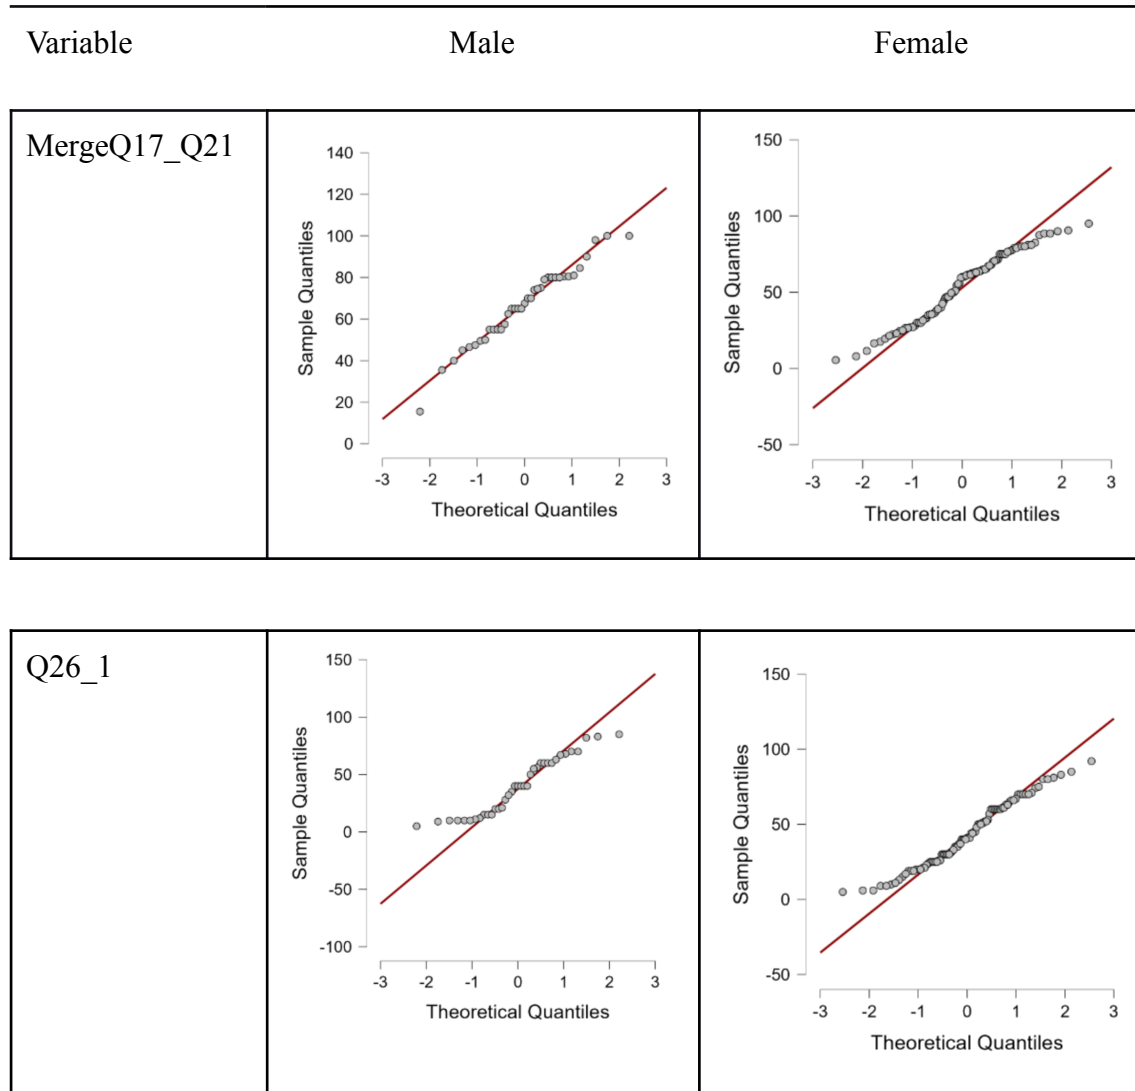 Variable Male Female
MergeQ17_Q21
140
120
100
80
60
40
20
0
Sample Quantiles
-3 -2 -1 0 1 2 3
Theoretical Quantiles
150
100
50
0
-50
Sample Quantiles
-3 -2 -1 0 1 2 3
Theoretical Quantiles
Q26_1
150
100
50
0
-50
-100
Sample Quantiles
-3 -2 -1 0 1 2 3
Theoretical Quantiles
150
100
50
0
-50
Sample Quantiles
-3 -2 -1 0 1 2 3
Theoretical Quantiles